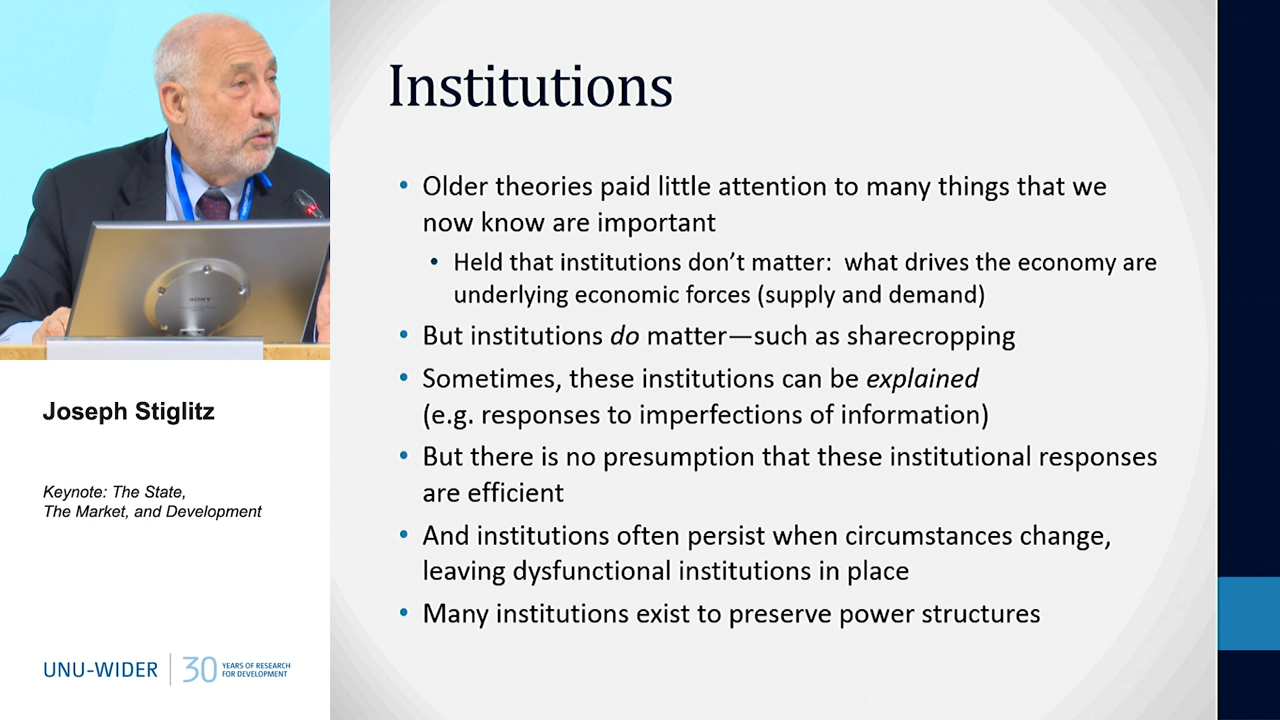 SONY
Joseph Stiglitz
Keynote: The State,
The Market, and Development
UNU-WIDER
30
YEARS OF RESEARCH
FOR DEVELOPMENT
Institutions
• Older theories paid little attention to many things that we
now know are important
• Held that institutions don’t matter:  what drives the economy are
underlying economic forces (supply and demand)
• But institutions do matter—such as sharecropping
• Sometimes, these institutions can be explained
(e.g. responses to imperfections of information)
• But there is no presumption that these institutional responses
are efficient
• And institutions often persist when circumstances change,
leaving dysfunctional institutions in place
• Many institutions exist to preserve power structures